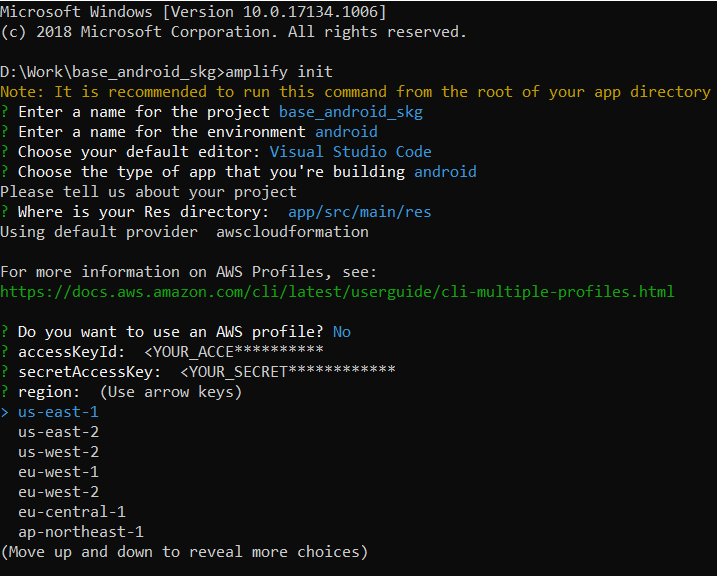 Microsoft Windows [Version 10.0.17134.1006]
(c) 2018 Microsoft Corporation. All rights reserved.
D:\Work\base_android_skg>amplify init
Note: It is recommended to run this command from the root of your app directory
? Enter a name for the project base_android_skg
? Enter a name for the environment android
? Choose your default editor: Visual Studio Code
? Choose the type of app that you're building android
Please tell us about your project
? Where is your Res directory:  app/src/main/res
Using default provider  awscloudformation
For more information on AWS Profiles, see:
https://docs.aws.amazon.com/cli/latest/userguide/cli-multiple-profiles.html
? Do you want to use an AWS profile? No
? accessKeyId:  <YOUR_ACCE**********
? secretAccessKey:  <YOUR_SECRET************
? region:  (Use arrow keys)
> us-east-1
  us-east-2
  us-west-2
  eu-west-1
  eu-west-2
  eu-central-1
  ap-northeast-1
(Move up and down to reveal more choices)